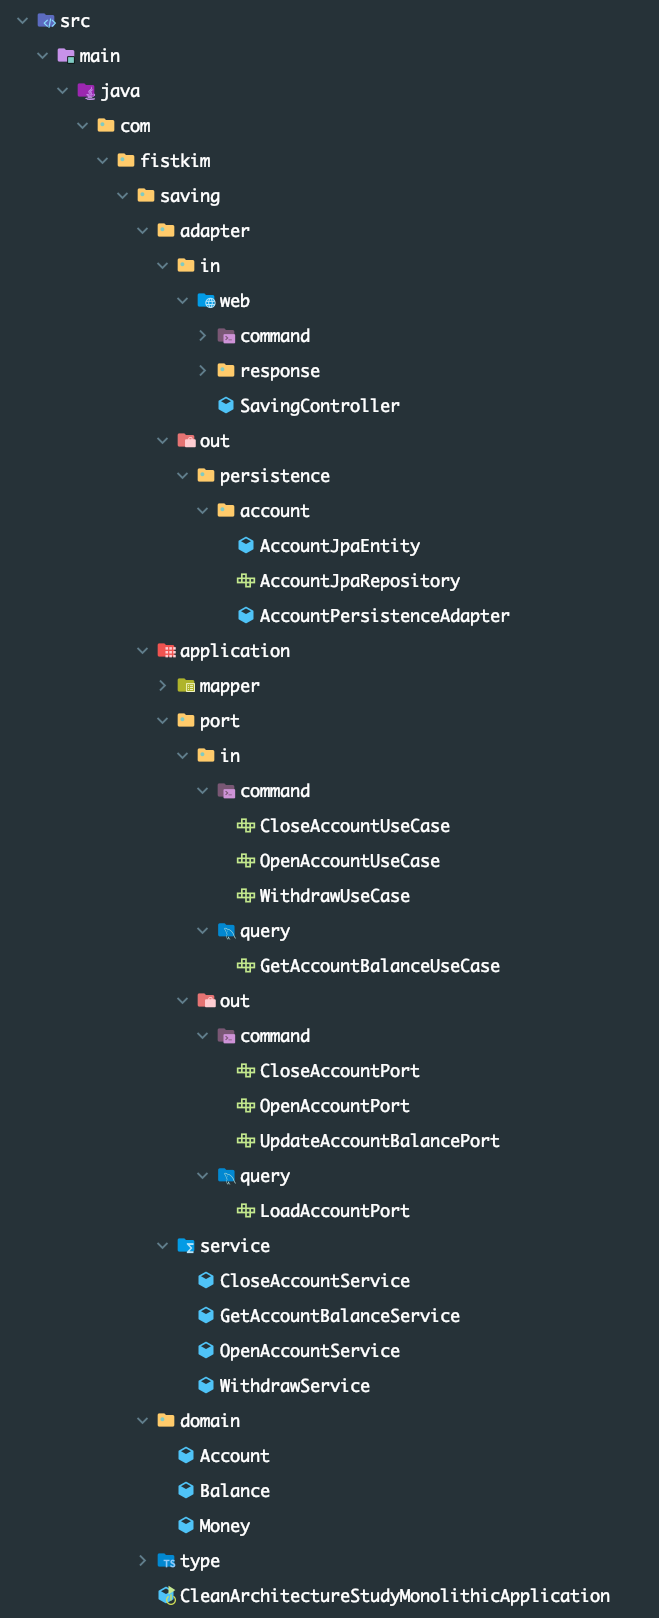 src
main
java
com
fistkim
saving
adapter
in
web
command
response
SavingController
out
persistence
account
AccountJpaEntity
AccountJpaRepository
AccountPersistenceAdapter
application
mapper
port
in
command
CloseAccountUseCase
OpenAccountUseCase
WithdrawUseCase
query
GetAccountBalanceUseCase
out
command
CloseAccountPort
OpenAccountPort
UpdateAccountBalancePort
query
LoadAccountPort
service
CloseAccountService
GetAccountBalanceService
OpenAccountService
WithdrawService
domain
Account
Balance
Money
TS type
CleanArchitectureStudyMonolithicApplication